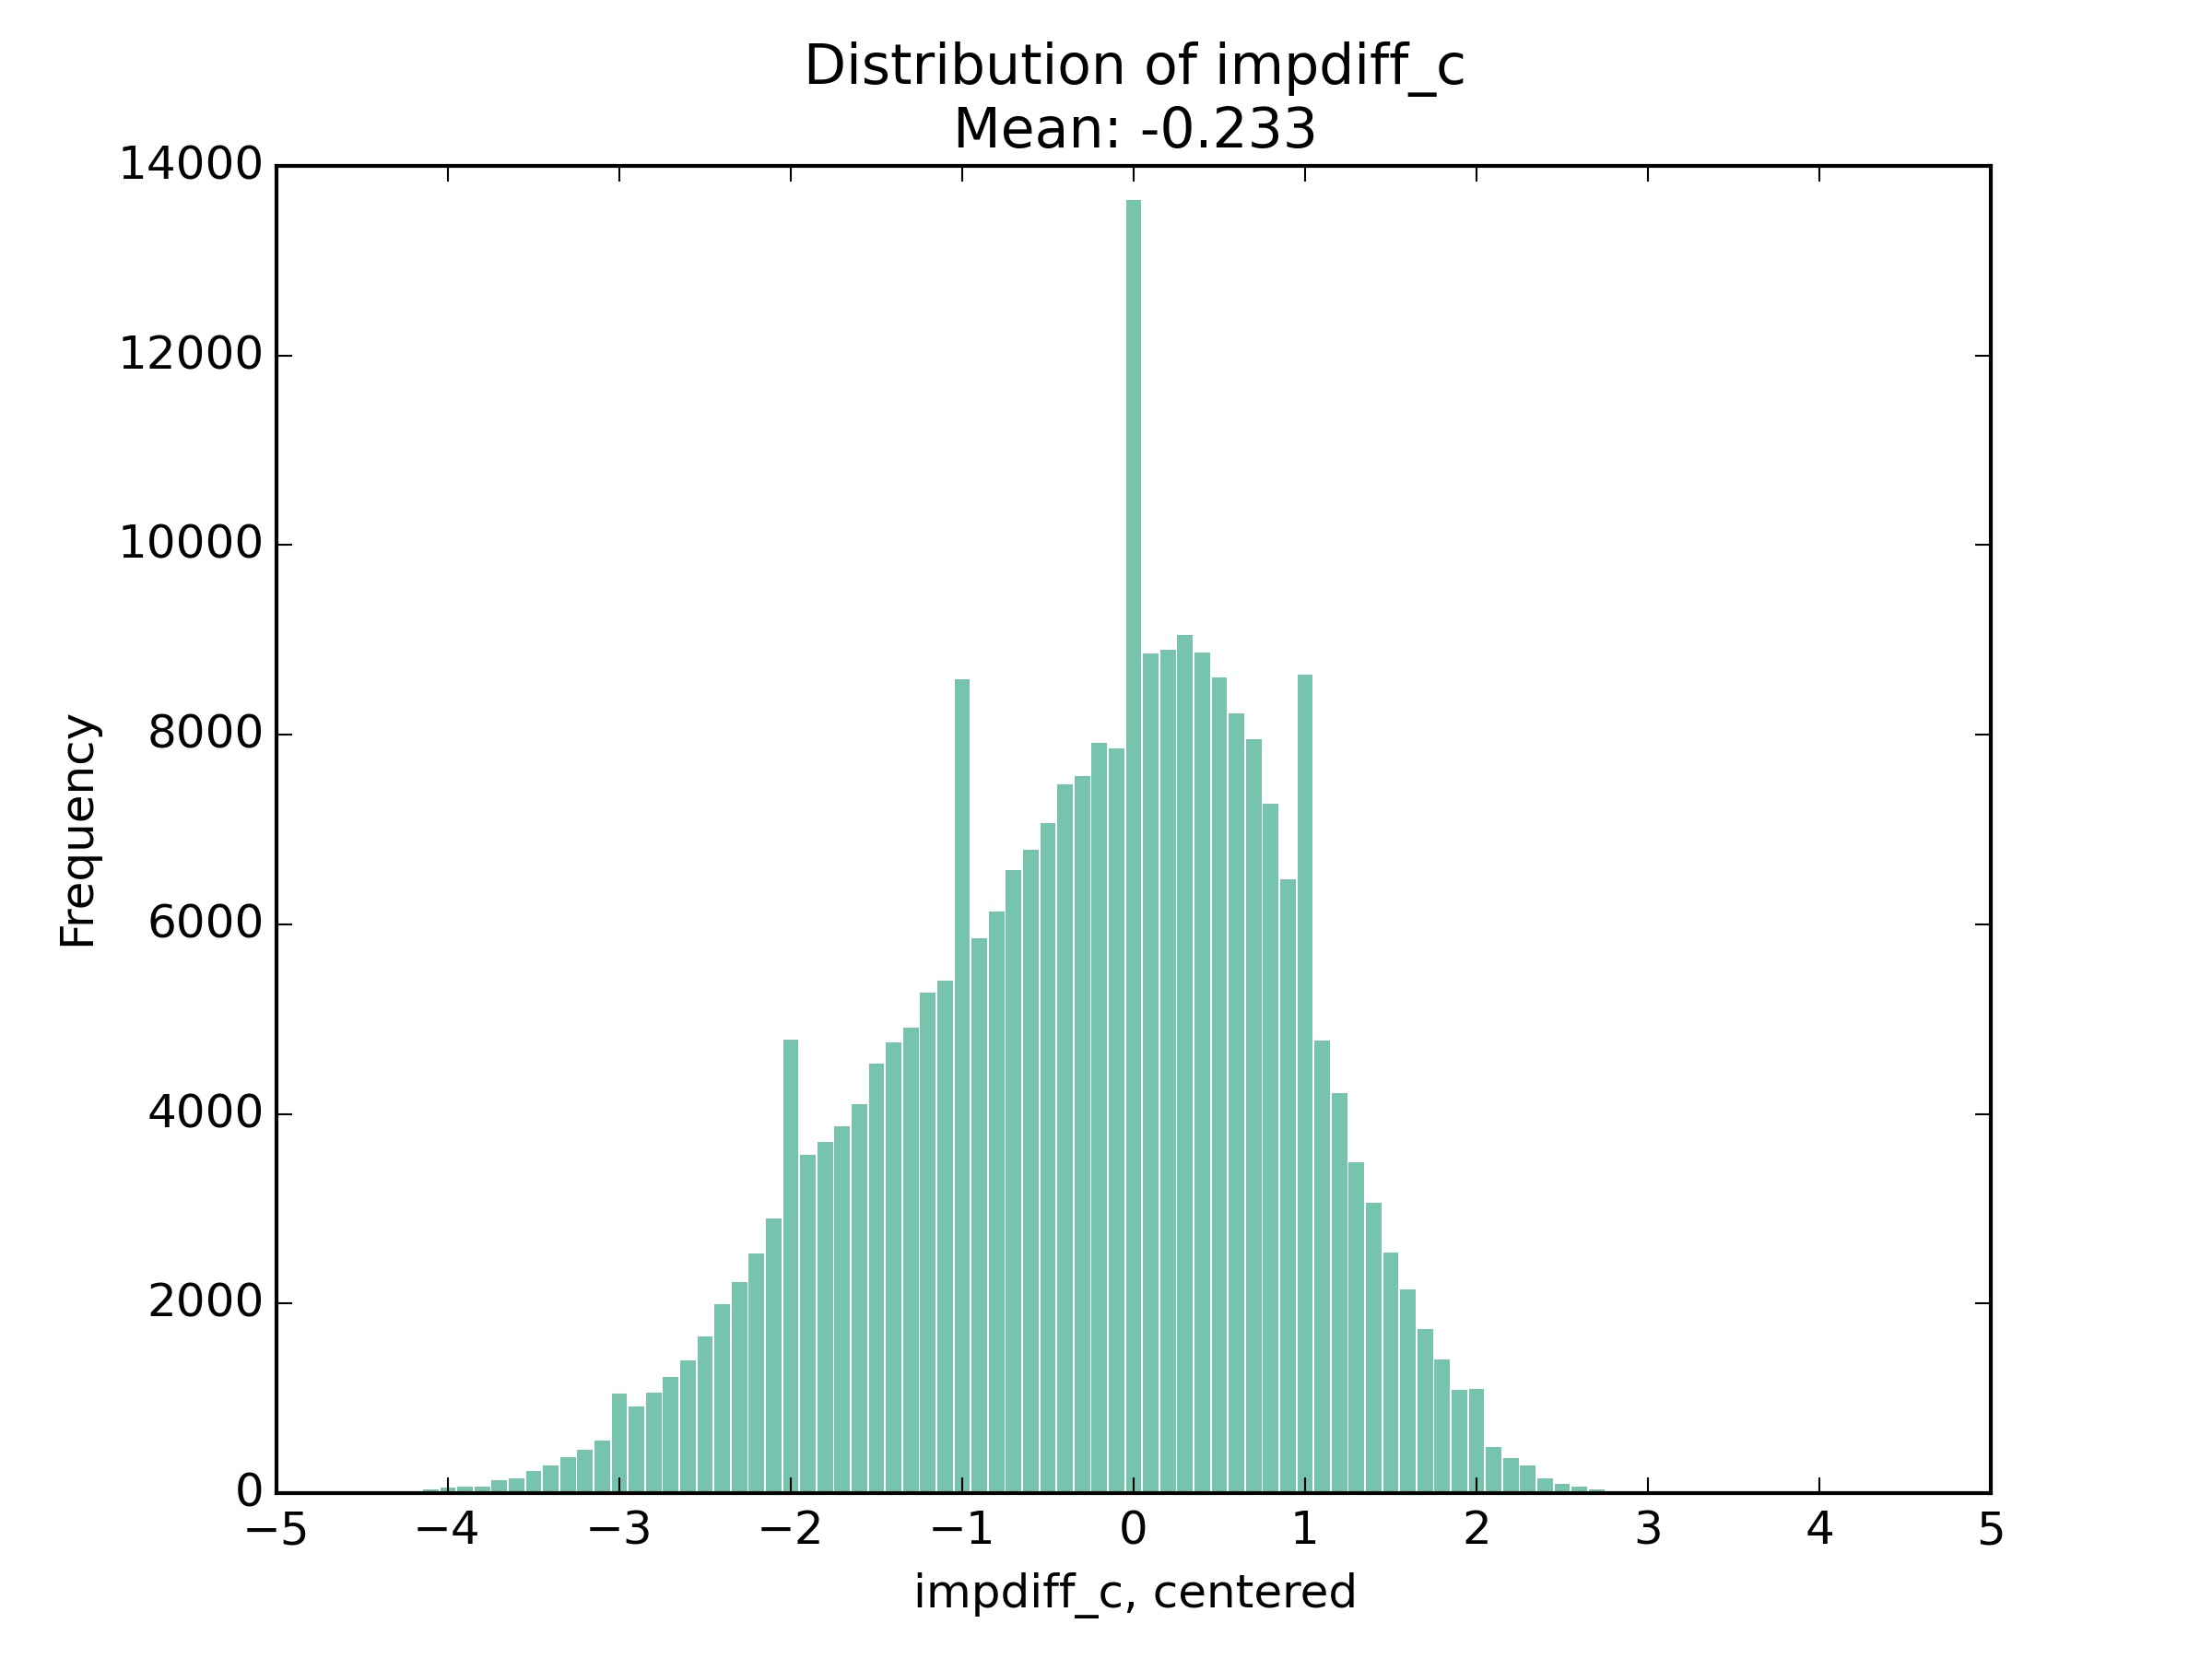 Distribution of impdiff_c
Mean: -0.233
14000
12000
10000
8000
6000
4000
2000
0
Frequency
−5 −4 −3 −2 −1 0 1 2 3 4 5
impdiff_c, centered